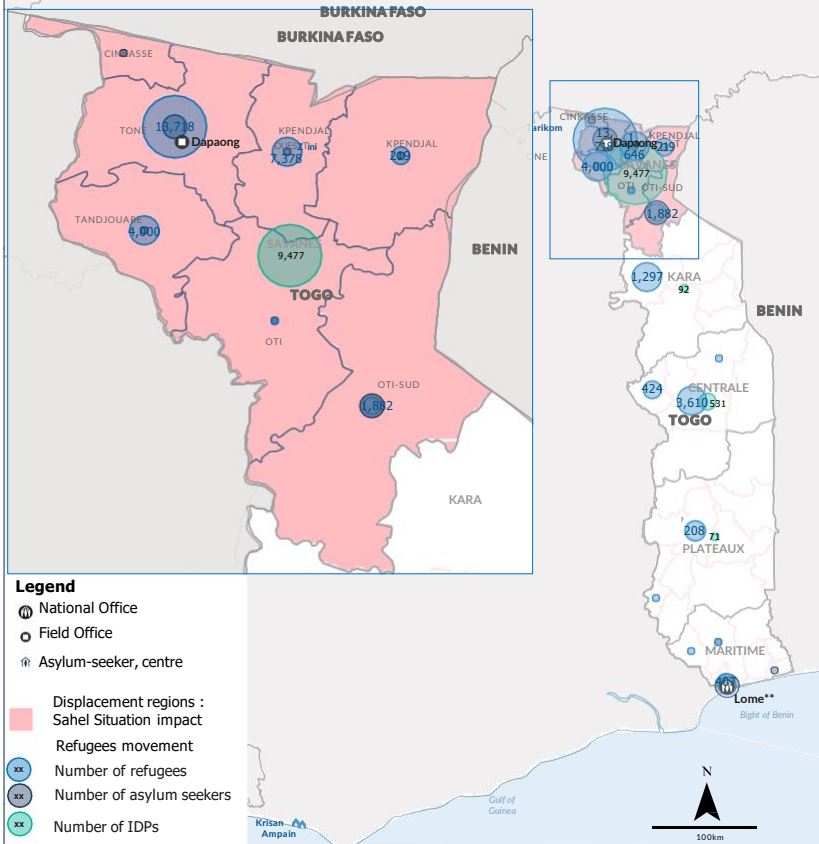 BURKINA FASO
BURKINA FASO
CINKASSE
TONE
13,718
Dapaong
KPENDJAL
OUEST
7,378
KPENDJAL
209
TANDJOUARE
4,000
SAVANES
9,477
TOGO
BENIN
OTI
OTI-SUD
1,882
KARA
CINKASSE
Tarikom
ONE
13,
Dapaong
KPENDJAL
646
219
4,000
SAVANES
9,477
OTI
OTI-SUD
1,882
1,297
KARA
92
BENIN
424
CENTRALE
3,610
531
TOGO
208
71
PLATEAUX
MARITIME
407
Lome**
Bight of Benin
Legend
National Office
Field Office
Asylum-seeker, centre
Displacement regions :
Sahel Situation impact
Refugees movement
xx
Number of refugees
xx
Number of asylum seekers
xx
Number of IDPs
Krisan
Ampain
Gulf of
Guinea
N
100km